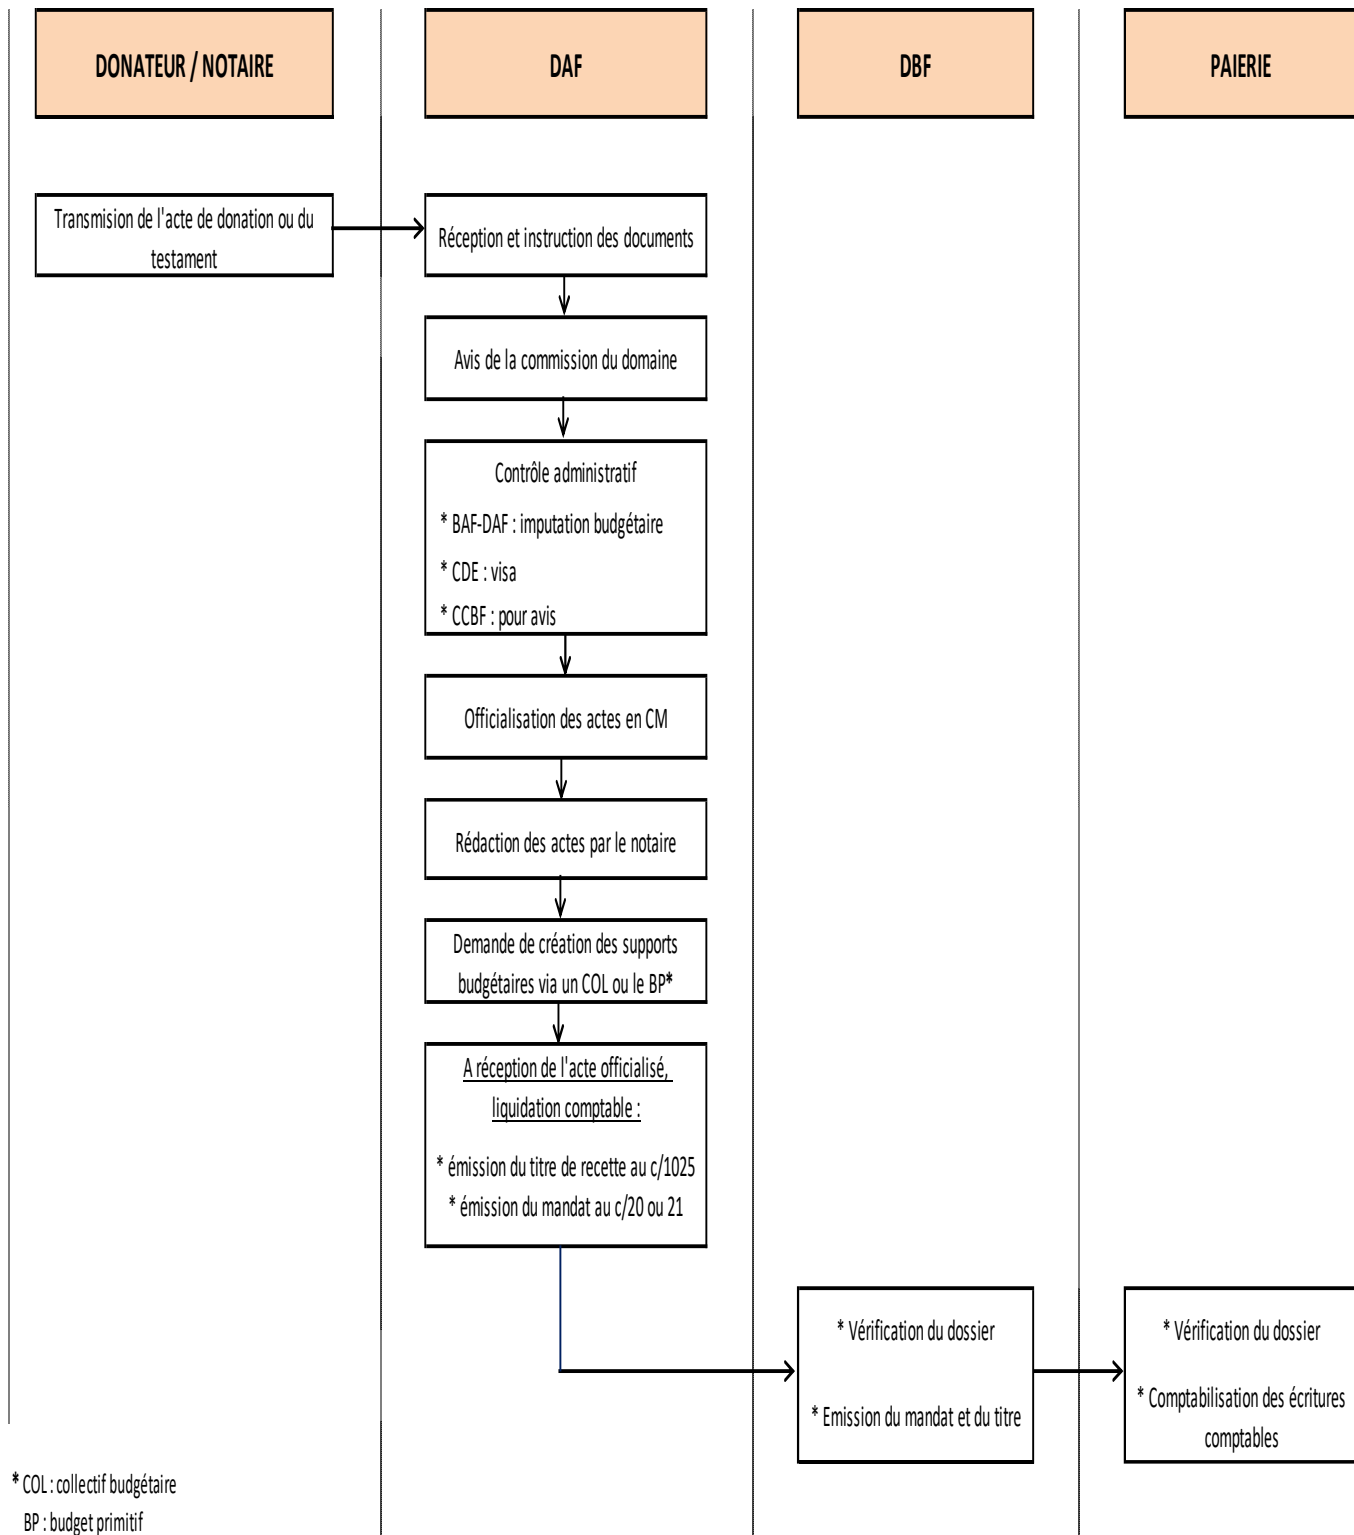 DONATEUR / NOTAIRE
DAF
DBF
PAIERIE
Transmision de l'acte de donation ou du
testament
Réception et instruction des documents
Avis de la commission du domaine
Contrôle administratif
* BAF-DAF : imputation budgétaire
* CDE : visa
* CCBF : pour avis
Officialisation des actes en CM
Rédaction des actes par le notaire
Demande de création des supports
budgétaires via un COL ou le BP*
A réception de l'acte officialisé,
liquidation comptable :
* émission du titre de recette au c/1025
* émission du mandat au c/20 ou 21
* Vérification du dossier
* Emission du mandat et du titre
* Vérification du dossier
* Comptabilisation des écritures
comptables
* COL : collectif budgétaire
BP : budget primitif